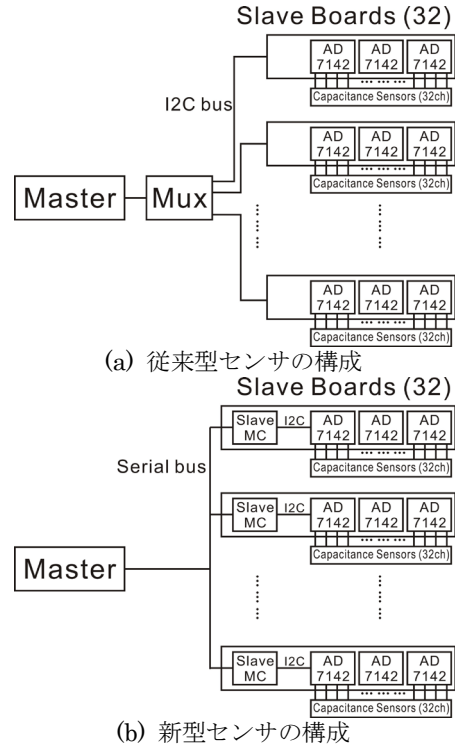 Slave Boards (32)
AD 7142
AD 7142
AD 7142
Capacitance Sensors (32ch)
I2C bus
AD 7142
AD 7142
AD 7142
Capacitance Sensors (32ch)
Master
Mux
AD 7142
AD 7142
AD 7142
Capacitance Sensors (32ch)
(a) 従来型センサの構成
Slave Boards (32)
Slave MC
I2C
AD 7142
AD 7142
AD 7142
Capacitance Sensors (32ch)
Serial bus
Slave MC
I2C
AD 7142
AD 7142
AD 7142
Capacitance Sensors (32ch)
Master
Slave MC
I2C
AD 7142
AD 7142
AD 7142
Capacitance Sensors (32ch)
(b) 新型センサの構成